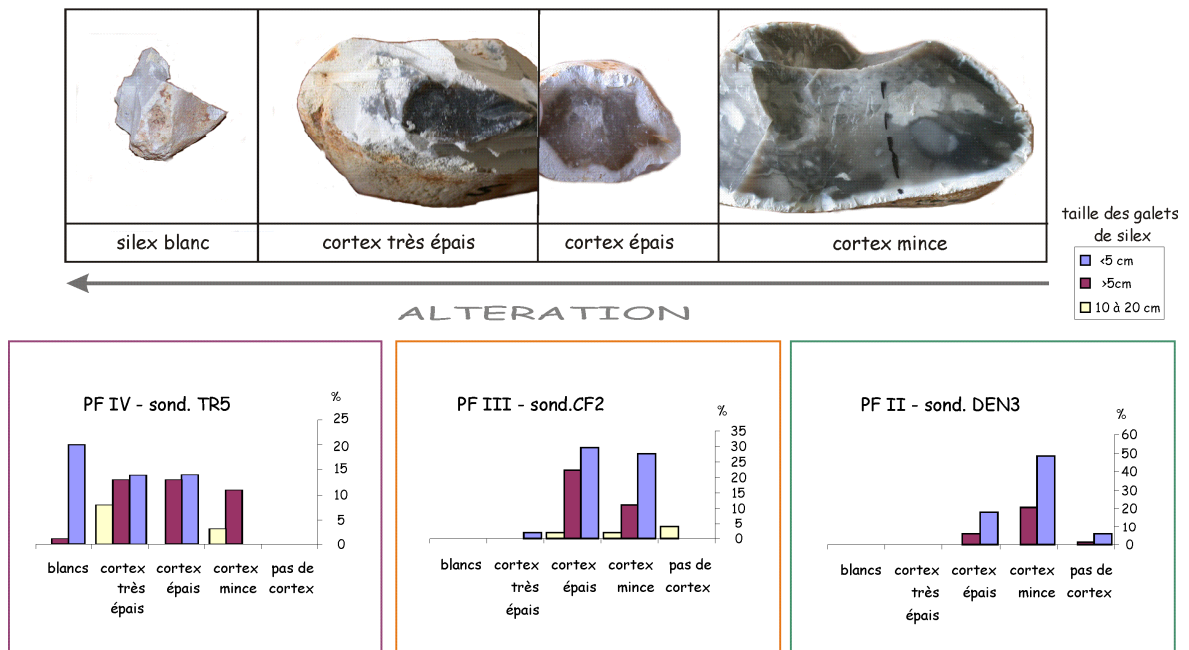 silex blanc
cortex très épais
cortex épais
cortex mince
ALTERATION
taille des galets
de silex
<5 cm
>5cm
10 à 20 cm
PF IV - sond. TR5
%
25
20
15
10
5
0
blancs
cortex
très
épais
cortex
épais
cortex
mince
pas de
cortex
PF III - sond.CF2
%
35
30
25
20
15
10
5
0
blancs
cortex
très
épais
cortex
épais
cortex
mince
pas de
cortex
PF II - sond. DEN3
%
60
50
40
30
20
10
0
blancs
cortex
très
épais
cortex
épais
cortex
mince
pas de
cortex